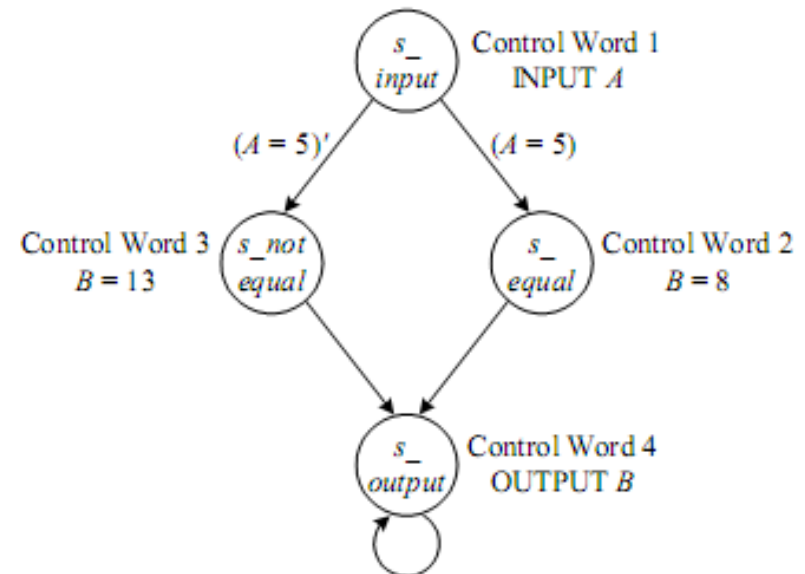 s_
input
Control Word 1
INPUT A
(A = 5)'
(A = 5)
Control Word 3
B = 13
s_not
equal
s_
equal
Control Word 2
B = 8
s_
output
Control Word 4
OUTPUT B